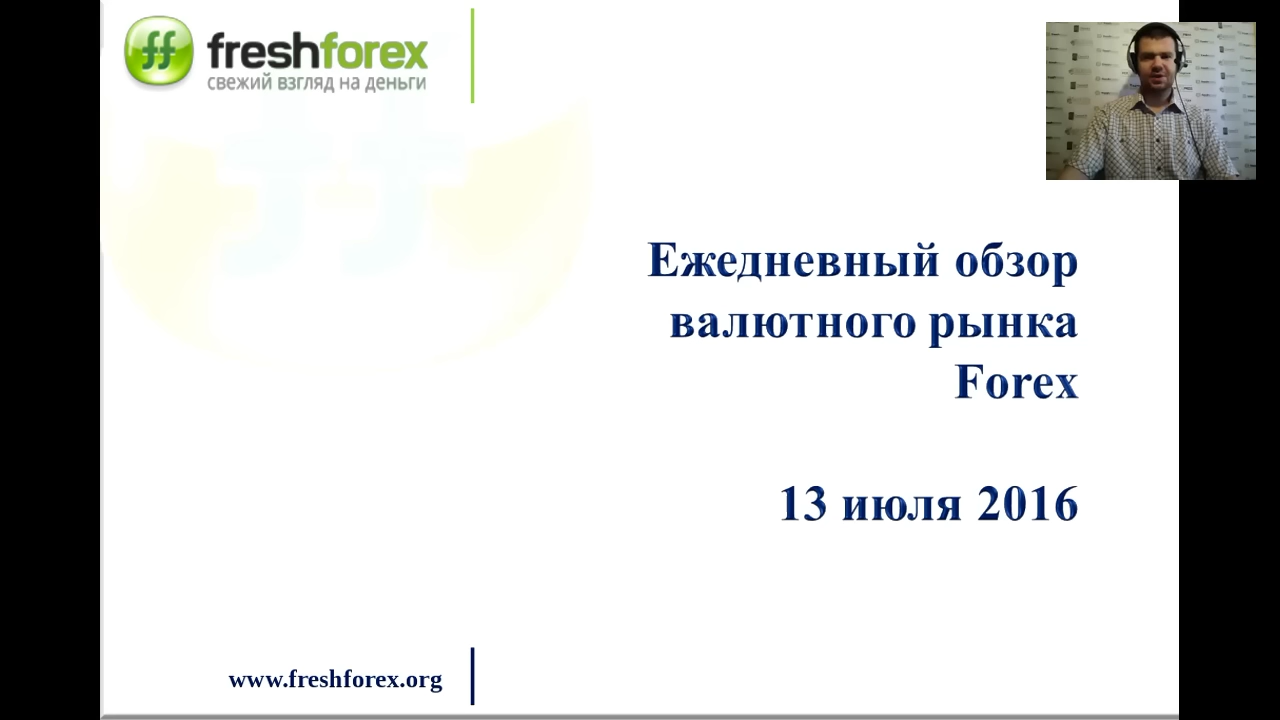 freshforex
свежий взгляд на деньги
Ежедневный обзор
валютного рынка
Forex
13 июля 2016
www.freshforex.org